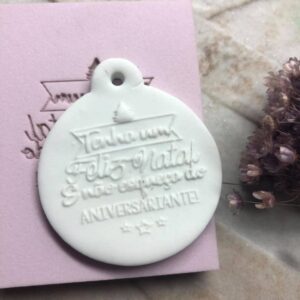 Tenha um
Feliz Natal
E não esqueça do
ANIVERSARIANTE!